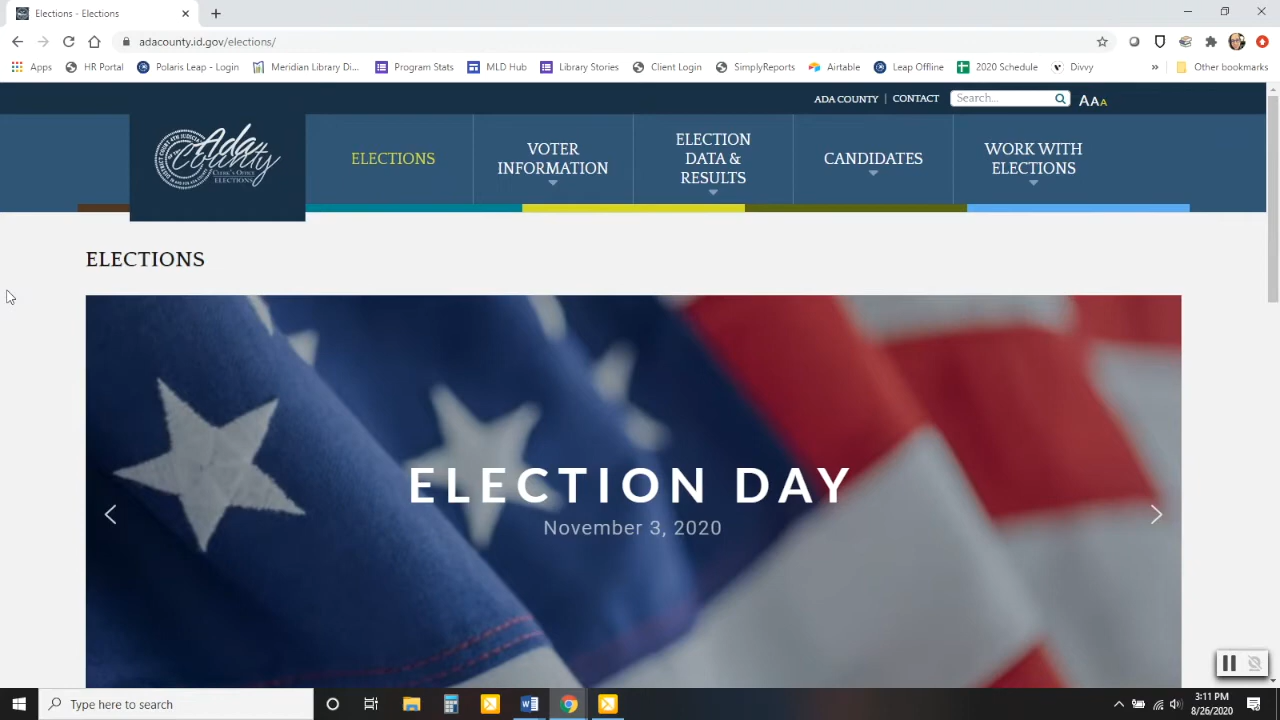 Elections - Elections
adacounty.id.gov/elections/
Apps
HR Portal
Polaris Leap - Login
Meridian Library Di...
Program Stats
MLD Hub
Library Stories
Client Login
SimplyReports
Airtable
Leap Offline
2020 Schedule
Divvy
»
Other bookmarks
ADA COUNTY | CONTACT
Search...
AAA
Ada
County
CLERK'S OFFICE
ELECTIONS
ELECTIONS
VOTER
INFORMATION
ELECTION
DATA &
RESULTS
CANDIDATES
WORK WITH
ELECTIONS
ELECTIONS
ELECTION DAY
November 3, 2020
Type here to search
3:11 PM
8/26/2020